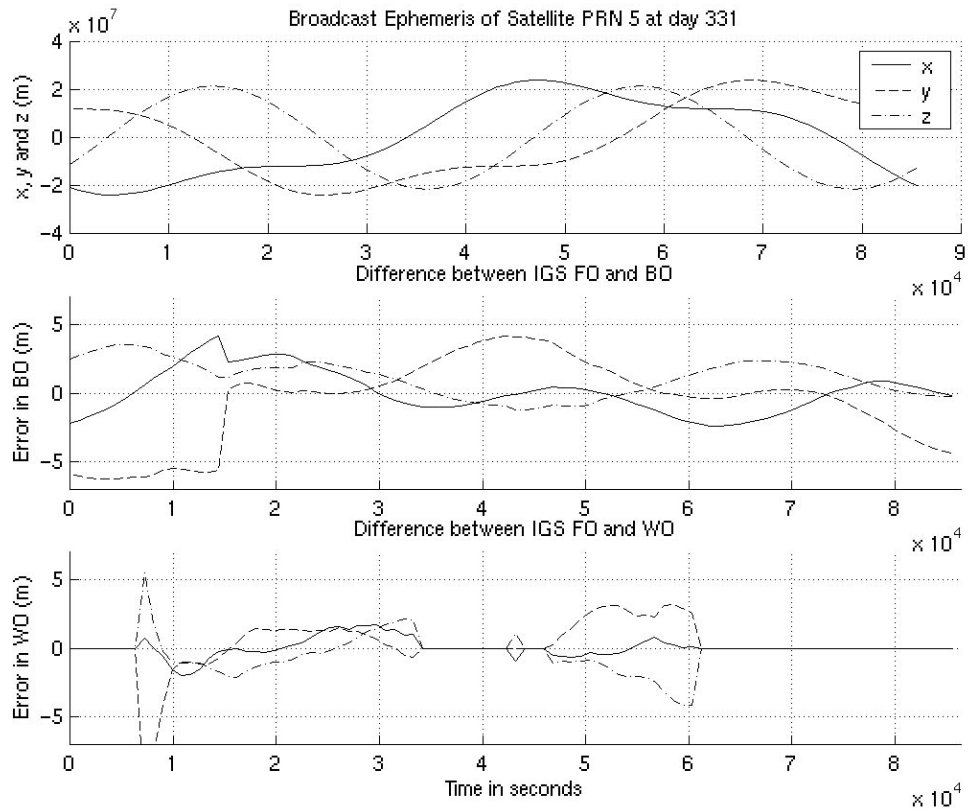 Broadcast Ephemeris of Satellite PRN 5 at day 331
x 10^7
x, y and z (m)
4
2
0
−2
−4
x
y
z
0 1 2 3 4 5 6 7 8 9
x 10^4
Difference between IGS FO and BO
Error in BO (m)
5
0
−5
0 1 2 3 4 5 6 7 8
x 10^4
Difference between IGS FO and WO
Error in WO (m)
5
0
−5
0 1 2 3 4 5 6 7 8
Time in seconds
x 10^4